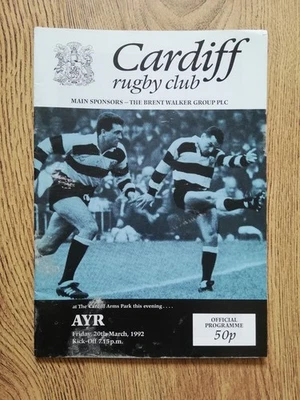 Cardiff
rugby club
MAIN SPONSORS – THE BRENT WALKER GROUP PLC
at The Cardiff Arms Park this evening . . . .
AYR
Friday, 20th March, 1992
Kick-Off 7.15 p.m.
OFFICIAL
PROGRAMME
50p